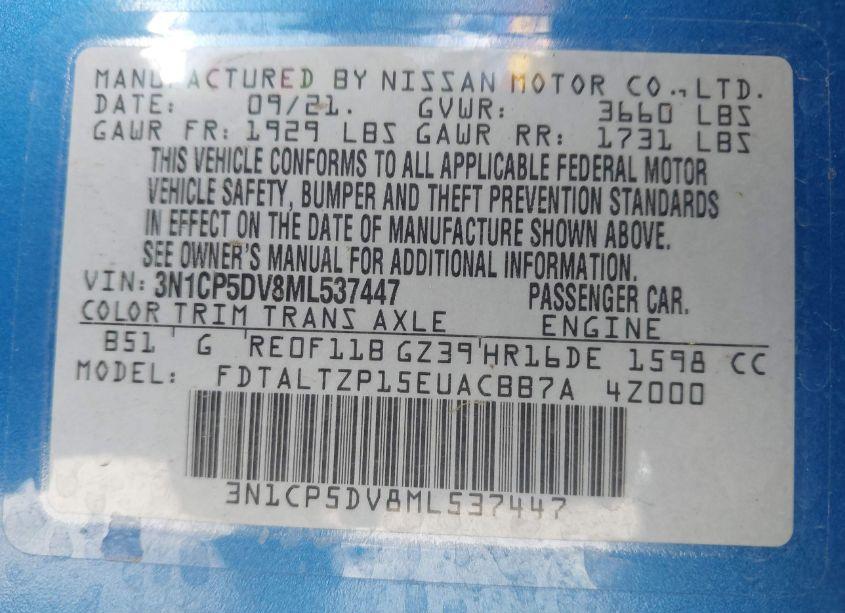 MANUFACTURED BY NISSAN MOTOR CO., LTD.
DATE: 09/21. GVWR: 3660 LBS
GAWR FR: 1929 LBS GAWR RR: 1731 LBS
THIS VEHICLE CONFORMS TO ALL APPLICABLE FEDERAL MOTOR
VEHICLE SAFETY, BUMPER AND THEFT PREVENTION STANDARDS
IN EFFECT ON THE DATE OF MANUFACTURE SHOWN ABOVE.
SEE OWNER'S MANUAL FOR ADDITIONAL INFORMATION.
VIN: 3N1CP5DV8ML537447 PASSENGER CAR.
COLOR TRIM TRANS AXLE ENGINE
B51 G RE0F11B GZ39 HR16DE 1598 CC
MODEL: FDTALTZP15EUACBB7A 4Z000
3N1CP5DV8ML537447